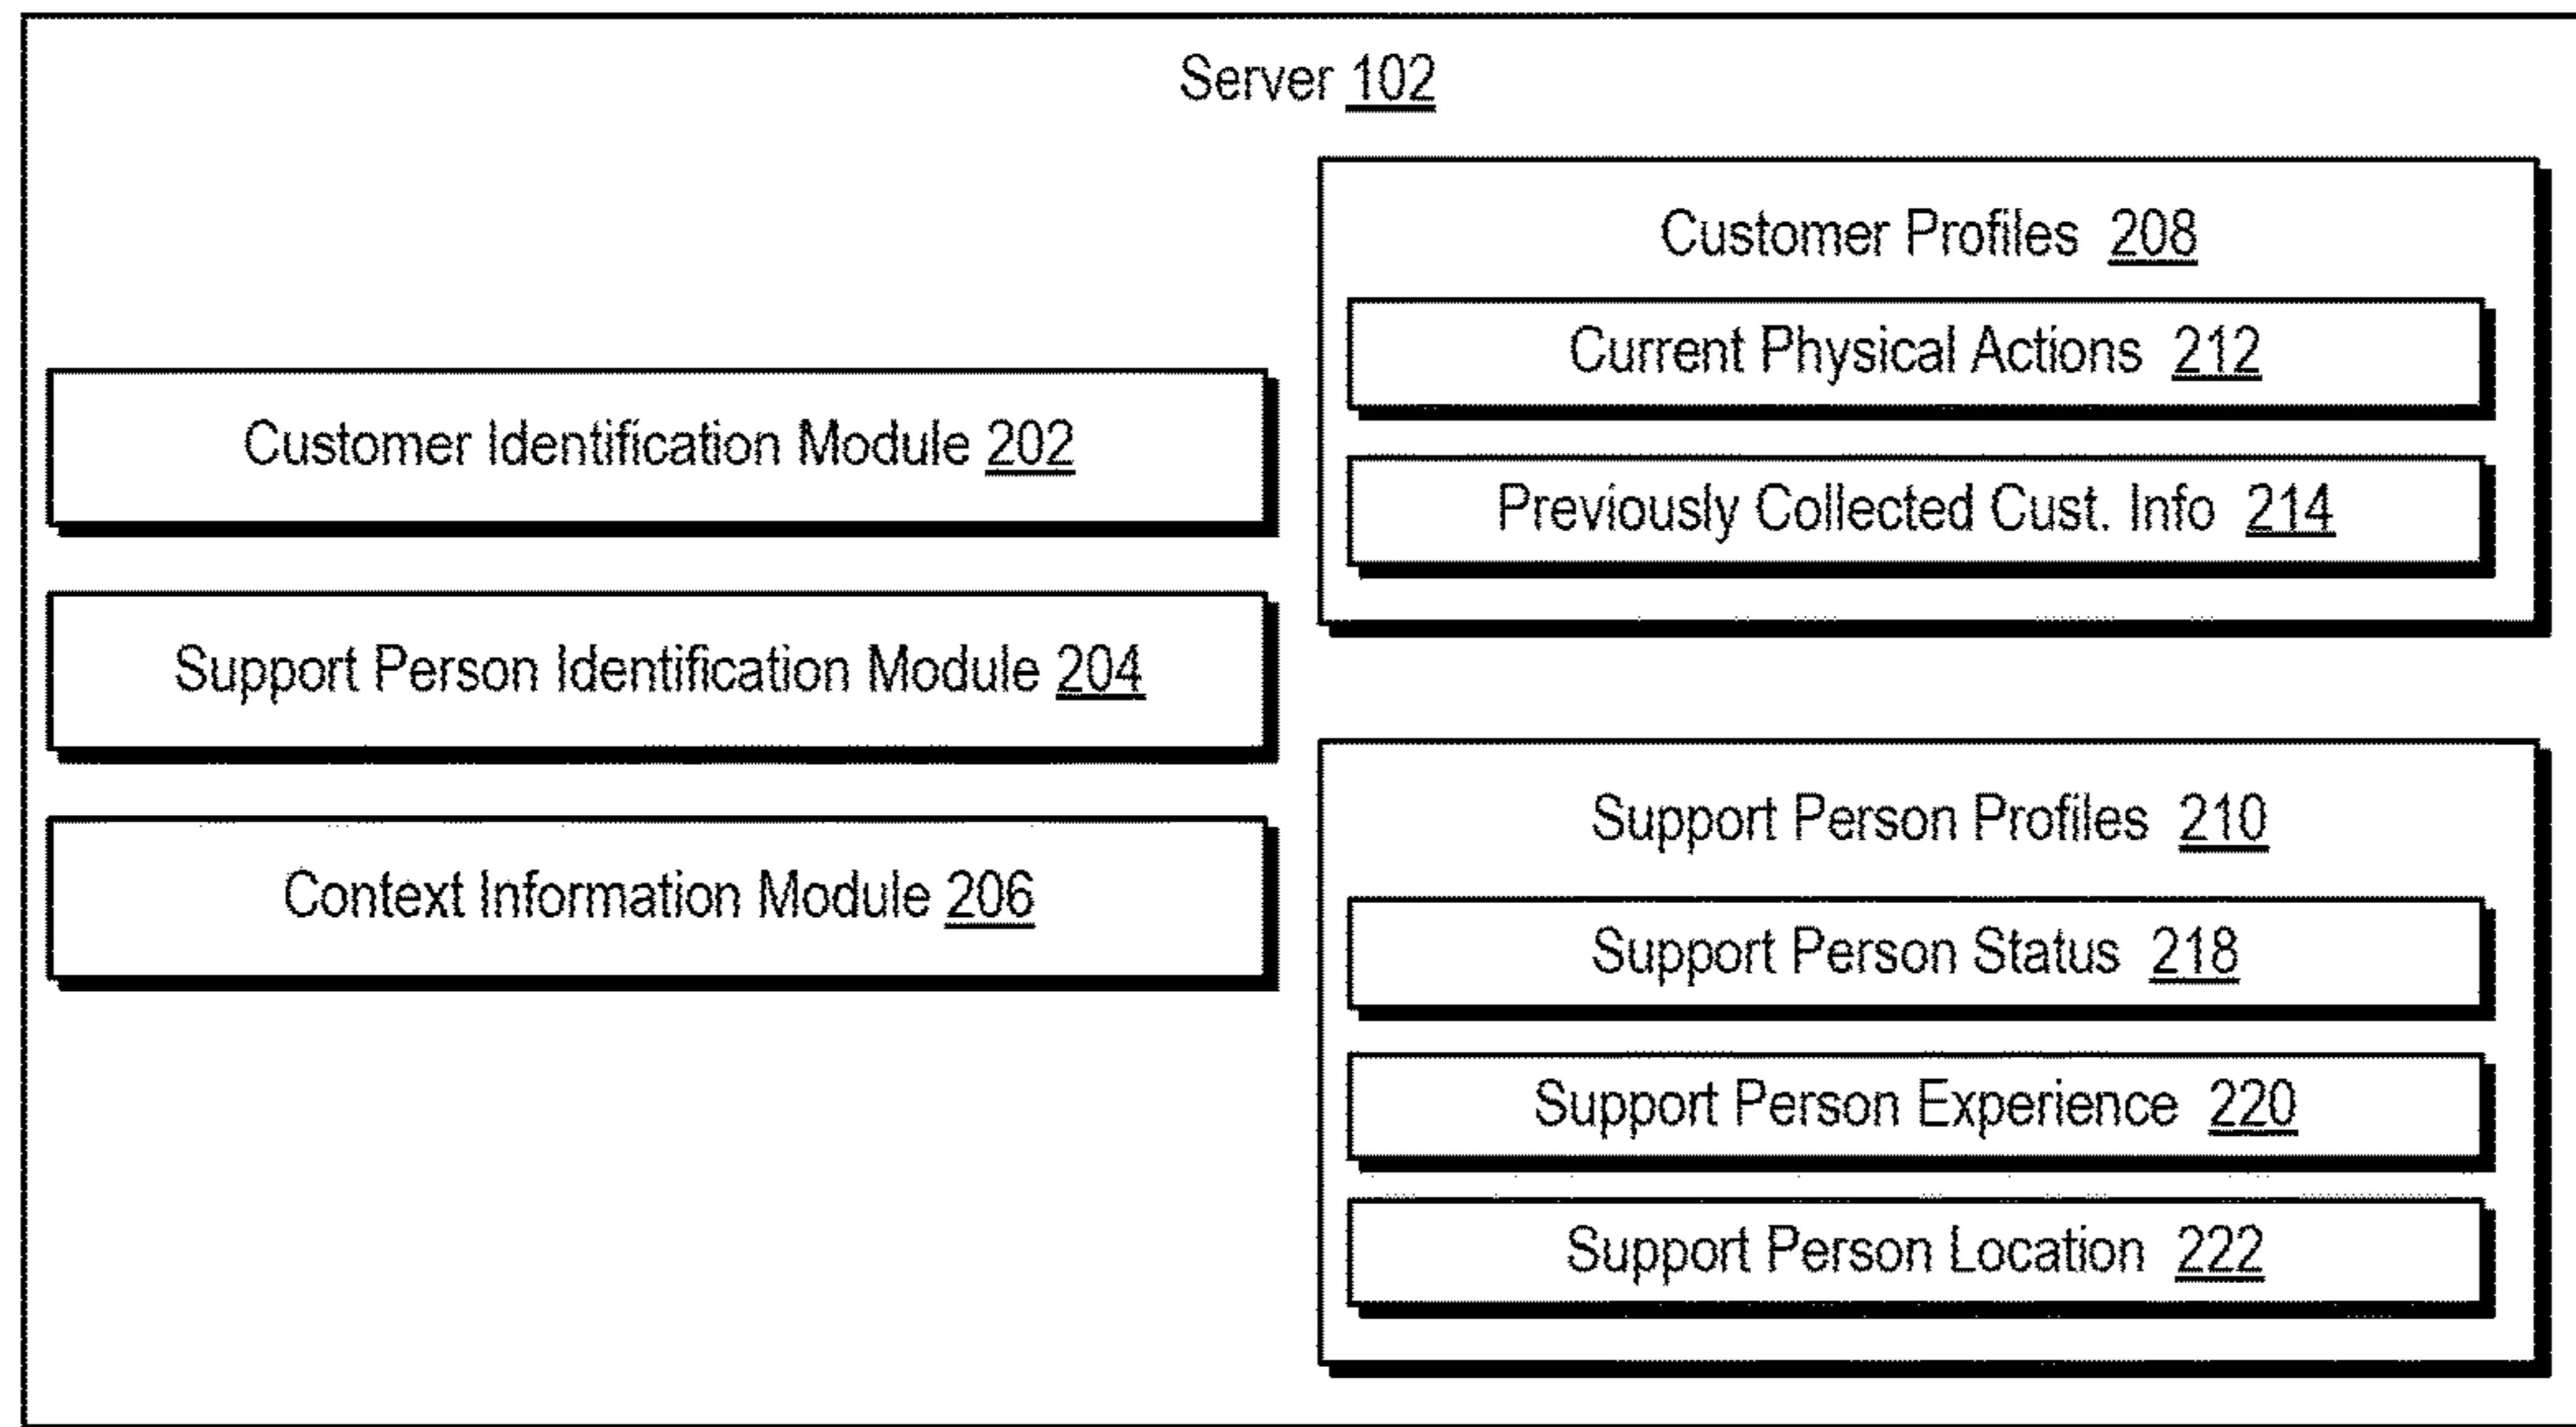 Server 102
Customer Identification Module 202
Support Person Identification Module 204
Context Information Module 206
Customer Profiles 208
Current Physical Actions 212
Previously Collected Cust. Info 214
Support Person Profiles 210
Support Person Status 218
Support Person Experience 220
Support Person Location 222